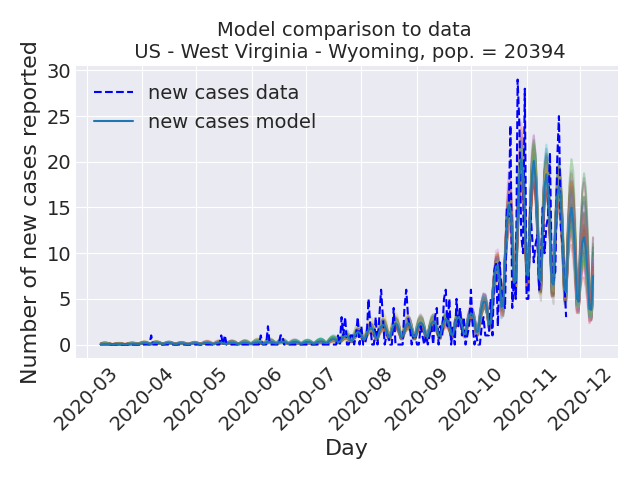 Model comparison to data
US - West Virginia - Wyoming, pop. = 20394
Number of new cases reported
30
25
20
15
10
5
0
new cases data
new cases model
2020-03
2020-04
2020-05
2020-06
2020-07
2020-08
2020-09
2020-10
2020-11
2020-12
Day